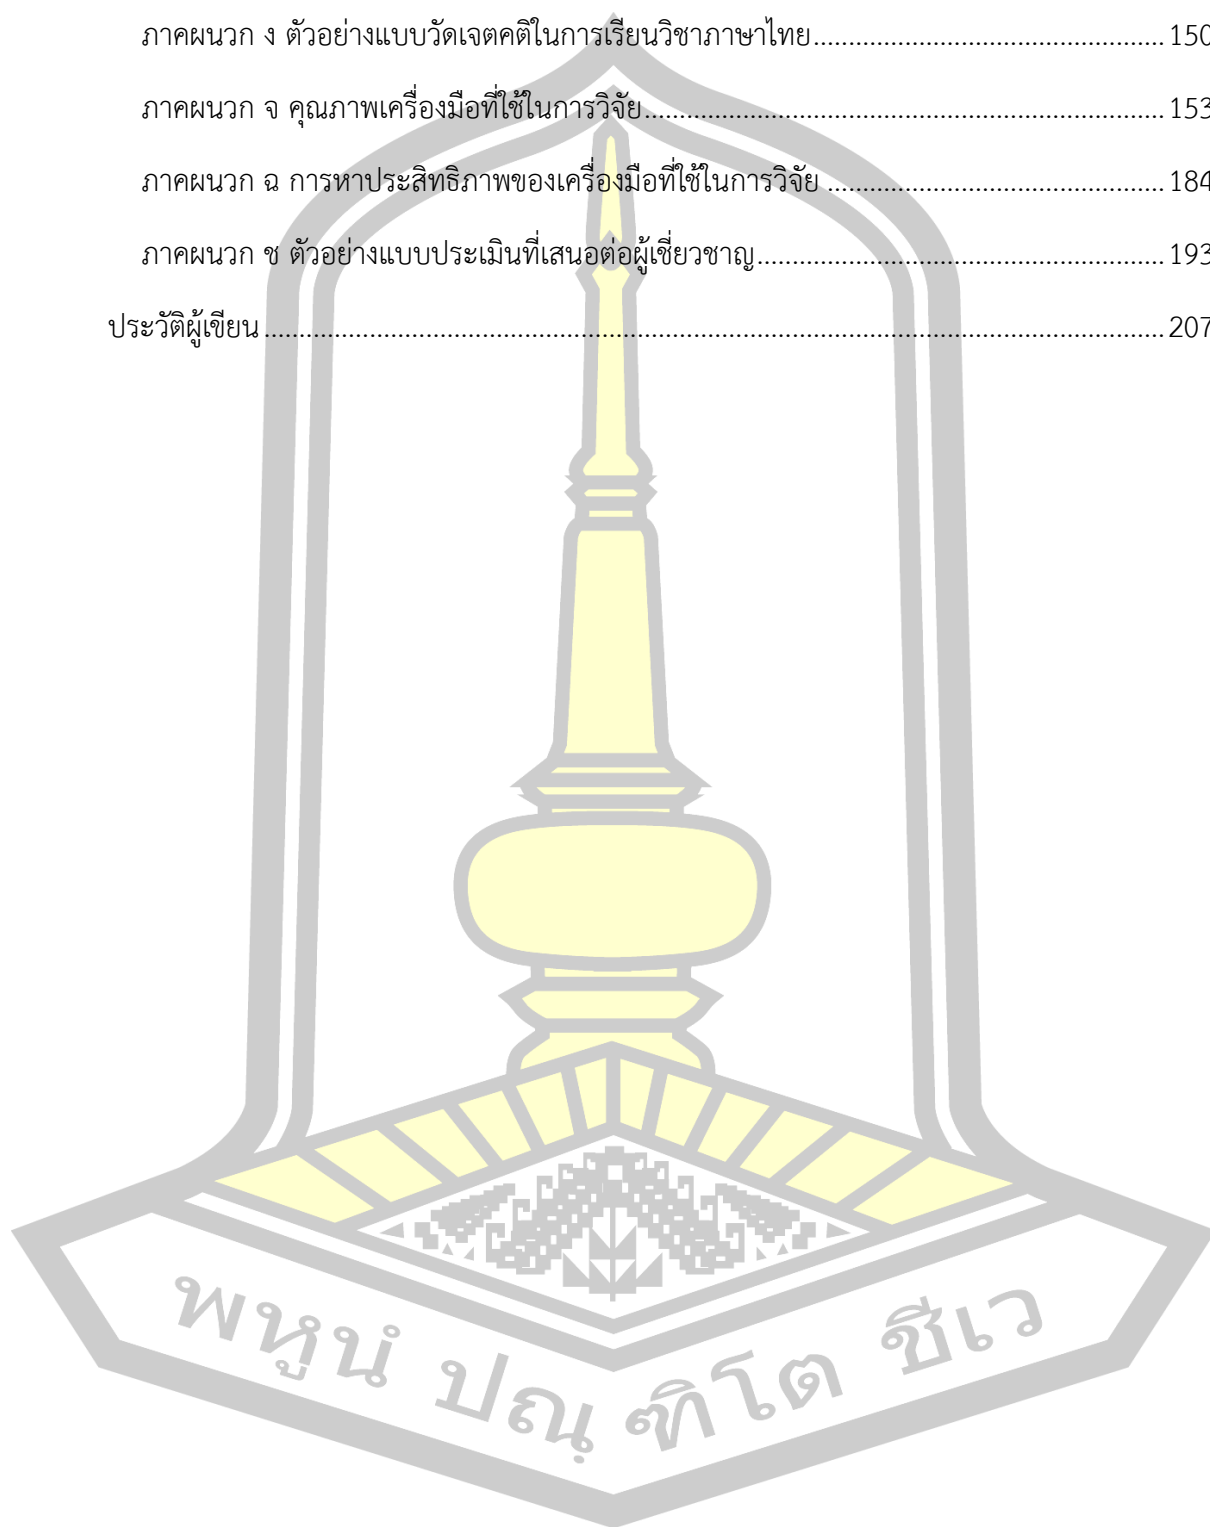 ภาคผนวก ง ตัวอย่างแบบวัดเจตคติในการเรียนวิชาภาษาไทย 150
ภาคผนวก จ คุณภาพเครื่องมือที่ใช้ในการวิจัย 153
ภาคผนวก ฉ การหาประสิทธิภาพของเครื่องมือที่ใช้ในการวิจัย 184
ภาคผนวก ช ตัวอย่างแบบประเมินที่เสนอต่อผู้เชี่ยวชาญ 193
ประวัติผู้เขียน 207
พหูนํ ปณฺฑิโต ชีเว